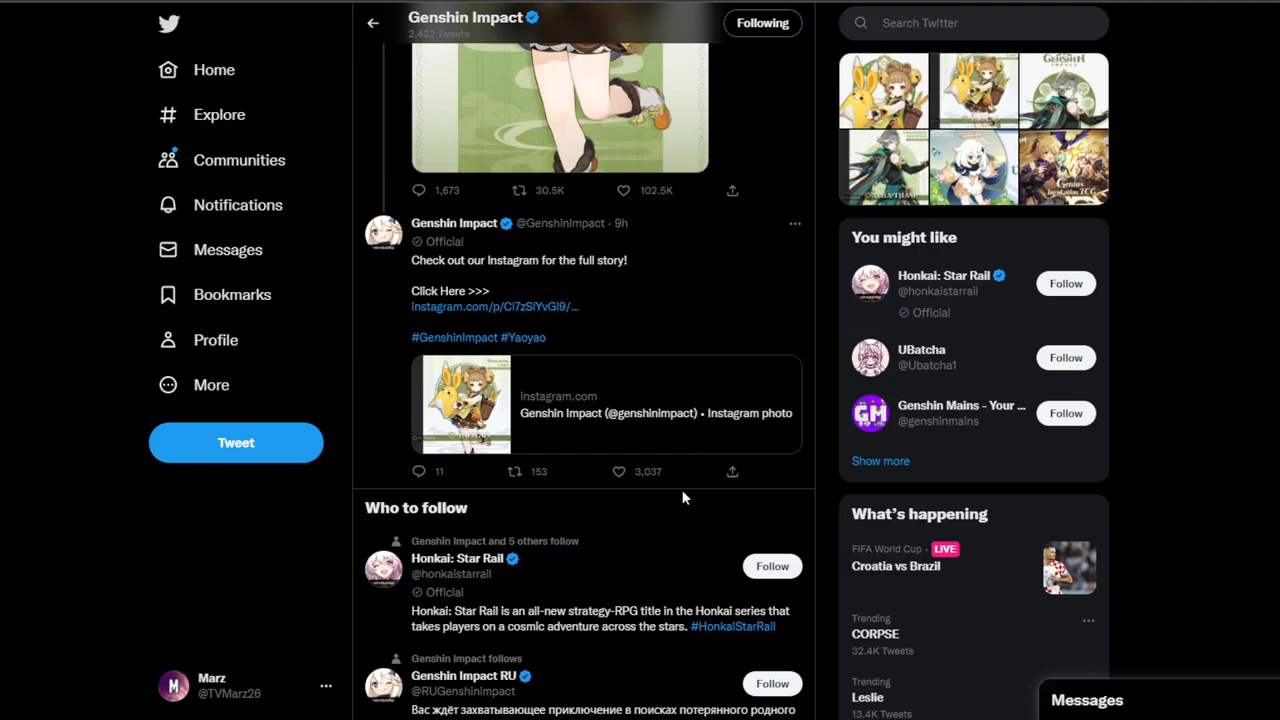 Home
Explore
Communities
Notifications
Messages
Bookmarks
Profile
More
Tweet
Marz
@TVMarz26
Genshin Impact
2,422 Tweets
Following
1,673
30.5K
102.5K
Genshin Impact @GenshinImpact · 9h
Official
Check out our Instagram for the full story!
Click Here >>>
instagram.com/p/Cl7zSlYvGl9/...
#GenshinImpact #Yaoyao
instagram.com
Genshin Impact (@genshinimpact) • Instagram photo
11
153
3,037
Who to follow
Genshin Impact and 5 others follow
Honkai: Star Rail
@honkaistarrail
Follow
Official
Honkai: Star Rail is an all-new strategy-RPG title in the Honkai series that
takes players on a cosmic adventure across the stars. #HonkaiStarRail
Genshin Impact follows
Genshin Impact RU
@RUGenshinImpact
Follow
Вас ждёт захватывающее приключение в поисках потерянного родного
Search Twitter
GENSHIN
IMPACT
Genius
Invokation TCG
You might like
Honkai: Star Rail
@honkaistarrail
Follow
Official
UBatcha
@Ubatcha1
Follow
GM
Genshin Mains - Your ...
@genshinmains
Follow
Show more
What's happening
FIFA World Cup · LIVE
Croatia vs Brazil
Trending
CORPSE
32.4K Tweets
Trending
Leslie
13.4K Tweets
Messages